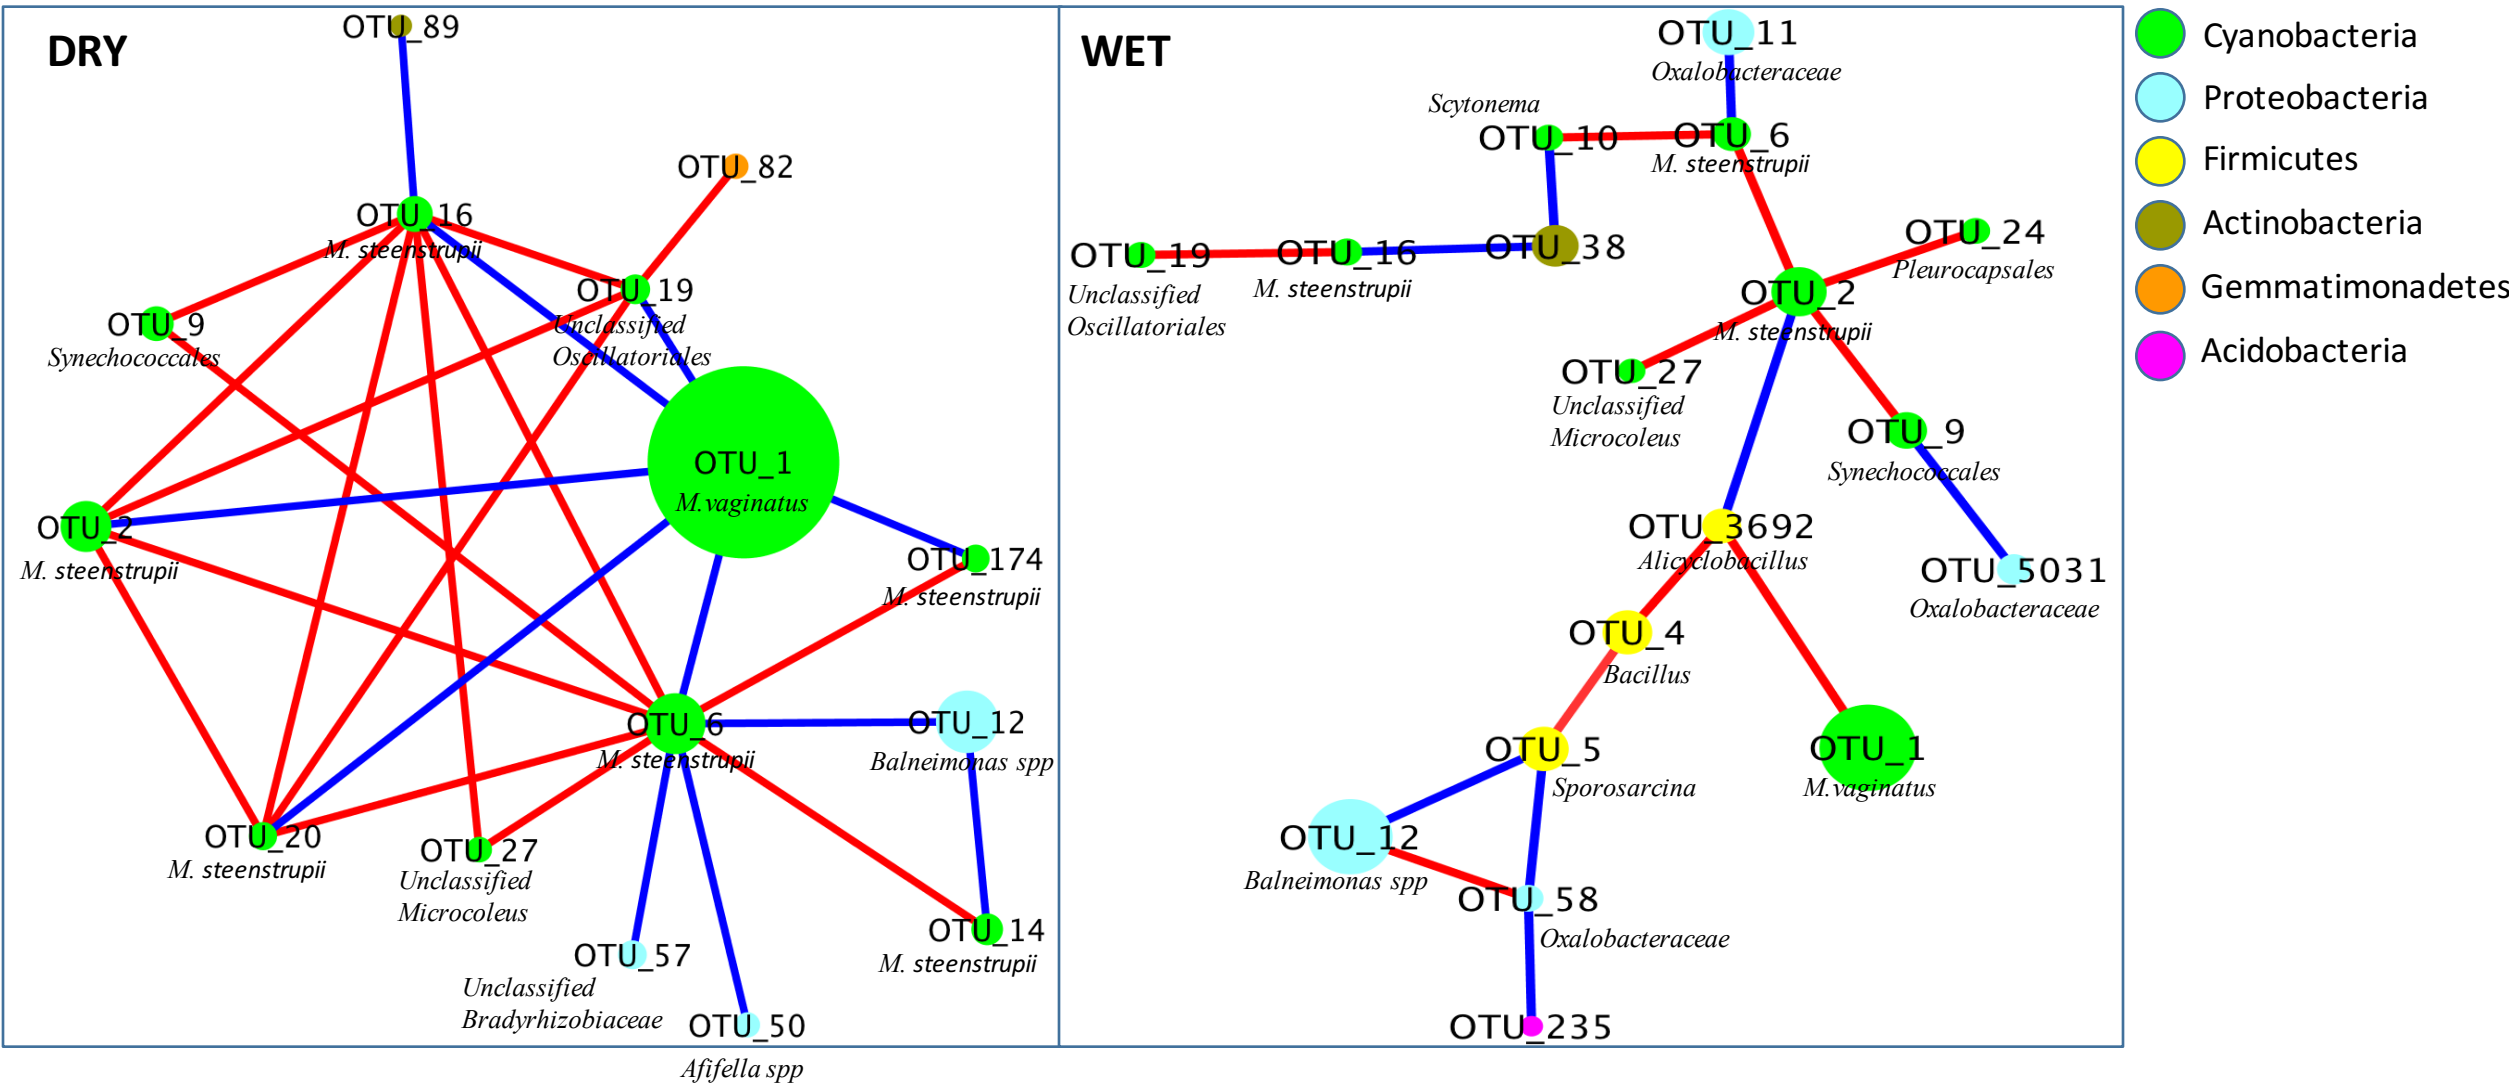 DRY
OTU_89
OTU_82
OTU_16
M. steenstrupii
OTU_19
Unclassified
Oscillatoriales
OTU_9
Synechococcales
OTU_1
M.vaginatus
OTU_2
M. steenstrupii
OTU_174
M. steenstrupii
OTU_6
M. steenstrupii
OTU_12
Balneimonas spp
OTU_20
M. steenstrupii
OTU_27
Unclassified
Microcoleus
OTU_14
M. steenstrupii
OTU_57
Unclassified
Bradyrhizobiaceae
OTU_50
Afifella spp
WET
OTU_11
Oxalobacteraceae
Scytonema
OTU_10
OTU_6
M. steenstrupii
OTU_19
Unclassified
Oscillatoriales
OTU_16
M. steenstrupii
OTU_38
OTU_24
Pleurocapsales
OTU_2
M. steenstrupii
OTU_27
Unclassified
Microcoleus
OTU_9
Synechococcales
OTU_3692
Alicyclobacillus
OTU_5031
Oxalobacteraceae
OTU_4
Bacillus
OTU_5
Sporosarcina
OTU_1
M.vaginatus
OTU_12
Balneimonas spp
OTU_58
Oxalobacteraceae
OTU_235
Cyanobacteria
Proteobacteria
Firmicutes
Actinobacteria
Gemmatimonadetes
Acidobacteria